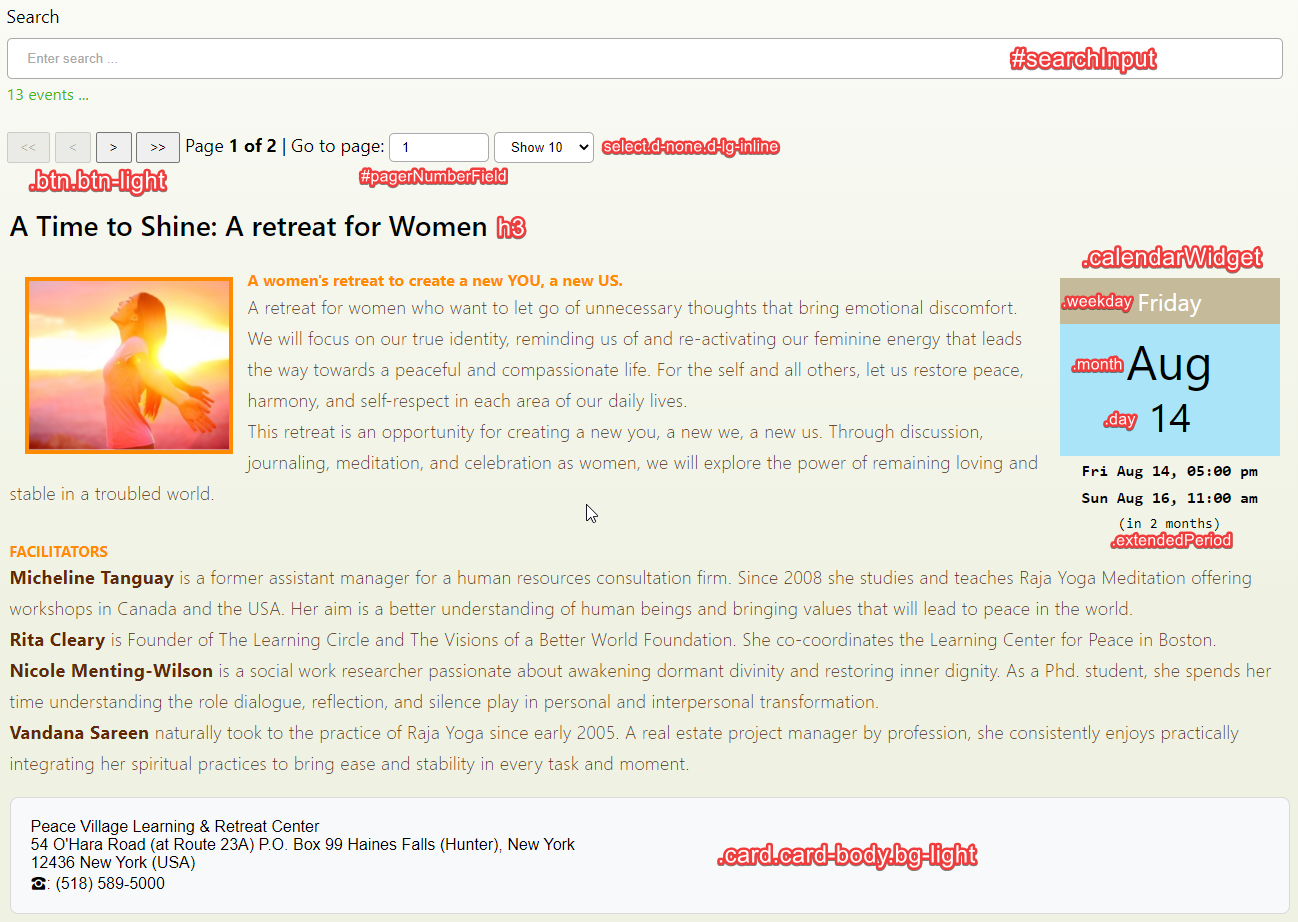 Search
Enter search ...
#searchInput
13 events ...
<< < > >> Page 1 of 2 | Go to page: 1 Show 10 select.d-none.d-lg-inline
.btn.btn-light
#pagerNumberField
A Time to Shine: A retreat for Women h3
.calendarWidget
A women's retreat to create a new YOU, a new US.
A retreat for women who want to let go of unnecessary thoughts that bring emotional discomfort.
We will focus on our true identity, reminding us of and re-activating our feminine energy that leads
the way towards a peaceful and compassionate life. For the self and all others, let us restore peace,
harmony, and self-respect in each area of our daily lives.
This retreat is an opportunity for creating a new you, a new we, a new us. Through discussion,
journaling, meditation, and celebration as women, we will explore the power of remaining loving and
stable in a troubled world.
.weekday Friday
.month Aug
.day 14
Fri Aug 14, 05:00 pm
Sun Aug 16, 11:00 am
(in 2 months)
.extendedPeriod
FACILITATORS
Micheline Tanguay is a former assistant manager for a human resources consultation firm. Since 2008 she studies and teaches Raja Yoga Meditation offering
workshops in Canada and the USA. Her aim is a better understanding of human beings and bringing values that will lead to peace in the world.
Rita Cleary is Founder of The Learning Circle and The Visions of a Better World Foundation. She co-coordinates the Learning Center for Peace in Boston.
Nicole Menting-Wilson is a social work researcher passionate about awakening dormant divinity and restoring inner dignity. As a Phd. student, she spends her
time understanding the role dialogue, reflection, and silence play in personal and interpersonal transformation.
Vandana Sareen naturally took to the practice of Raja Yoga since early 2005. A real estate project manager by profession, she consistently enjoys practically
integrating her spiritual practices to bring ease and stability in every task and moment.
Peace Village Learning & Retreat Center
54 O'Hara Road (at Route 23A) P.O. Box 99 Haines Falls (Hunter), New York
12436 New York (USA)
☎: (518) 589-5000
.card.card-body.bg-light